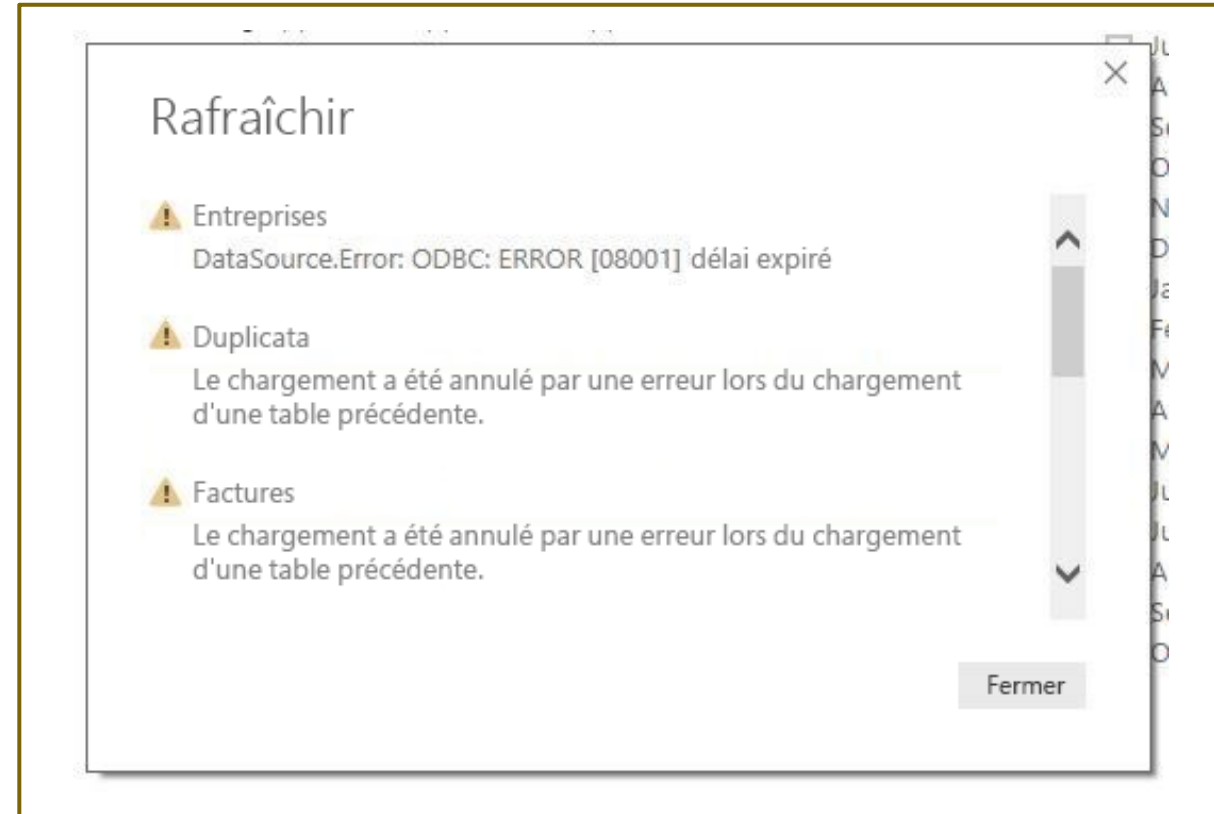 Rafraîchir
Entreprises
DataSource.Error: ODBC: ERROR [08001] délai expiré
Duplicata
Le chargement a été annulé par une erreur lors du chargement
d'une table précédente.
Factures
Le chargement a été annulé par une erreur lors du chargement
d'une table précédente.
Fermer